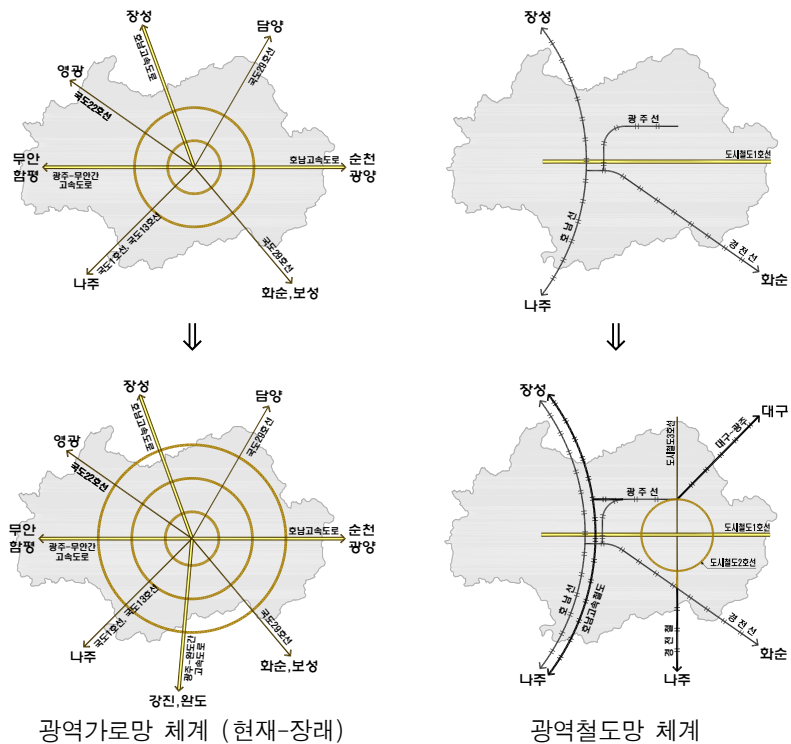 장성
담양
호남고속도로
국도29호선
영광
국도22호선
무안
함평
광주-무안간
고속도로
호남고속도로
순천
광양
국도1호선, 국도13호선
국도29호선
나주
화순,보성
장성
광주선
도시철도1호선
호남선
경전선
화순
나주
⇓
⇓
장성
담양
호남고속도로
국도29호선
영광
국도22호선
무안
함평
광주-무안간
고속도로
호남고속도로
순천
광양
국도1호선, 국도13호선
국도29호선
광주-완도간
고속도로
나주
화순,보성
강진,완도
장성
대구
대구-광주
도시철도3호선
광주선
도시철도1호선
도시철도2호선
호남선
호남고속철도
경전선
경전철
화순
나주
나주
광역가로망 체계 (현재-장래)
광역철도망 체계